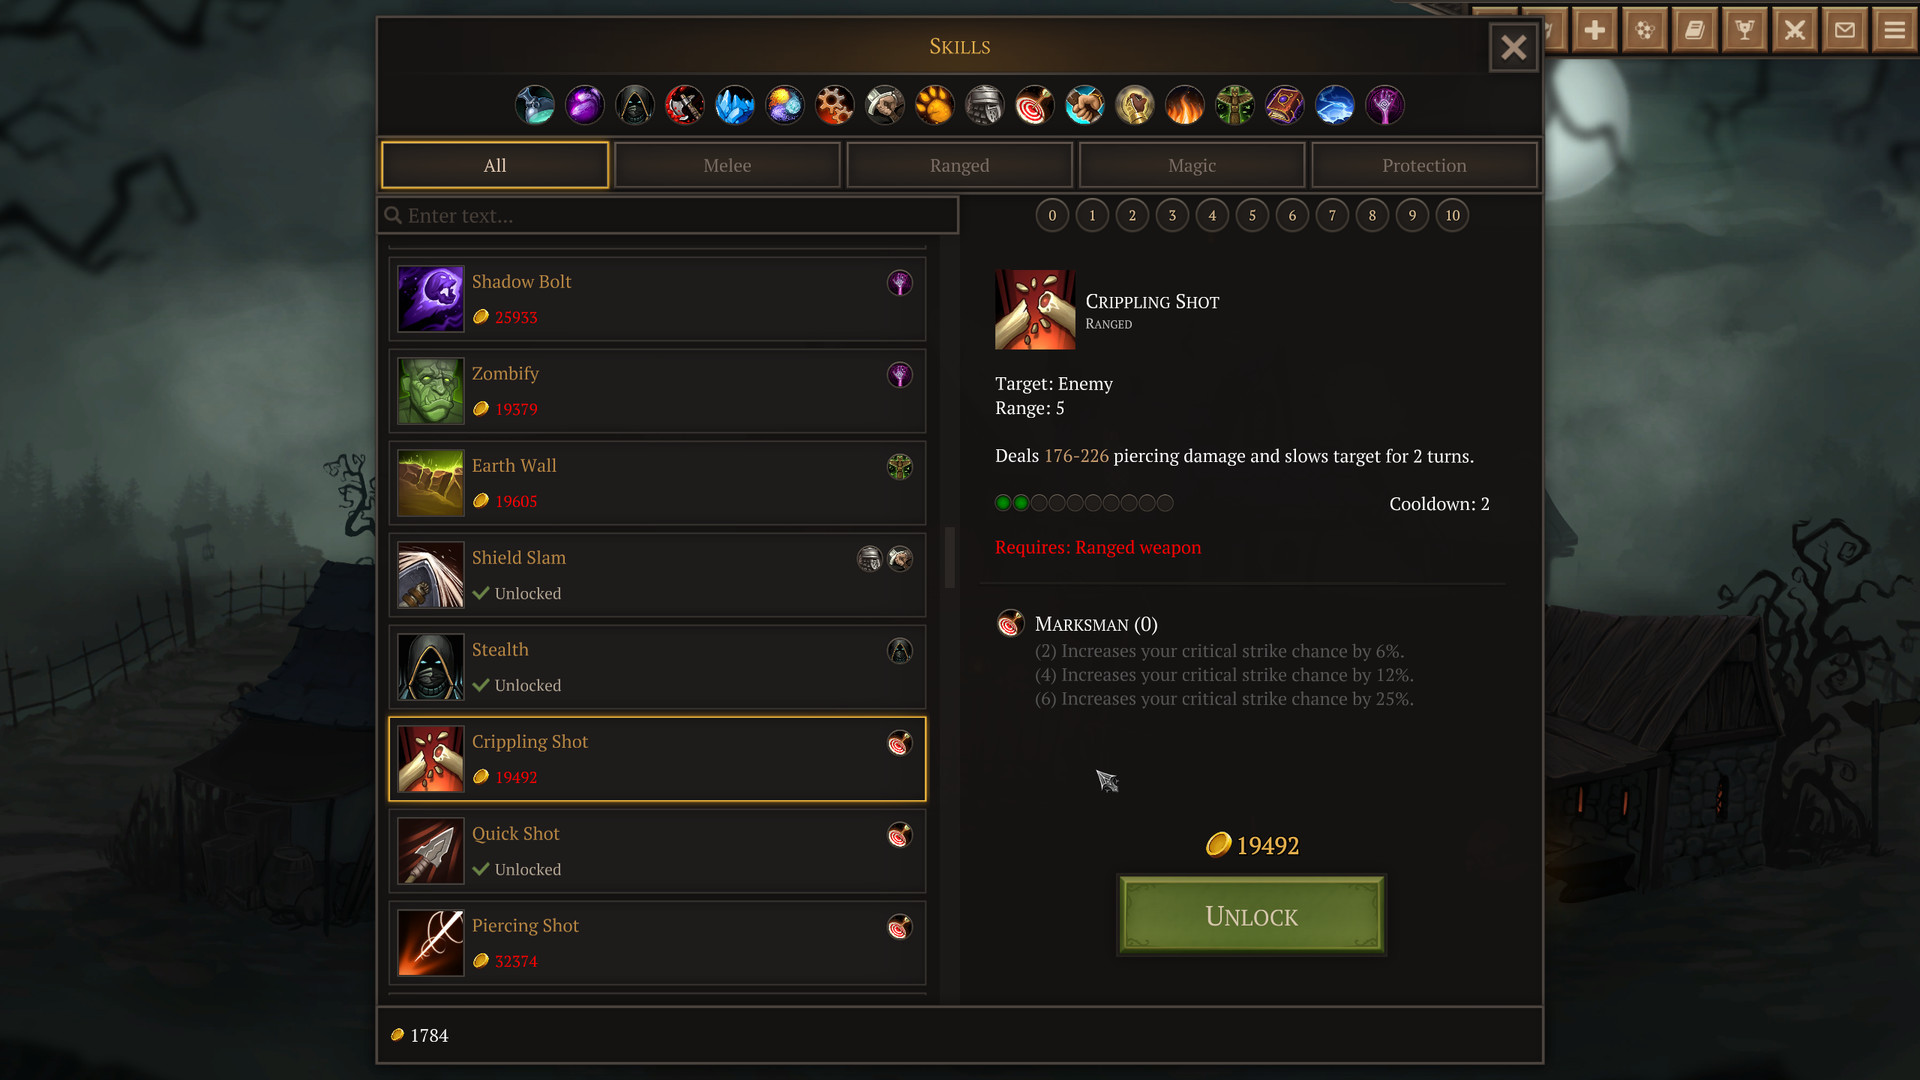 Skills
All
Melee
Ranged
Magic
Protection
Enter text...
0 1 2 3 4 5 6 7 8 9 10
Shadow Bolt
25933
Zombify
19379
Earth Wall
19605
Shield Slam
Unlocked
Stealth
Unlocked
Crippling Shot
19492
Quick Shot
Unlocked
Piercing Shot
32374
Crippling Shot
Ranged
Target: Enemy
Range: 5
Deals 176-226 piercing damage and slows target for 2 turns.
Cooldown: 2
Requires: Ranged weapon
Marksman (0)
(2) Increases your critical strike chance by 6%.
(4) Increases your critical strike chance by 12%.
(6) Increases your critical strike chance by 25%.
19492
Unlock
1784